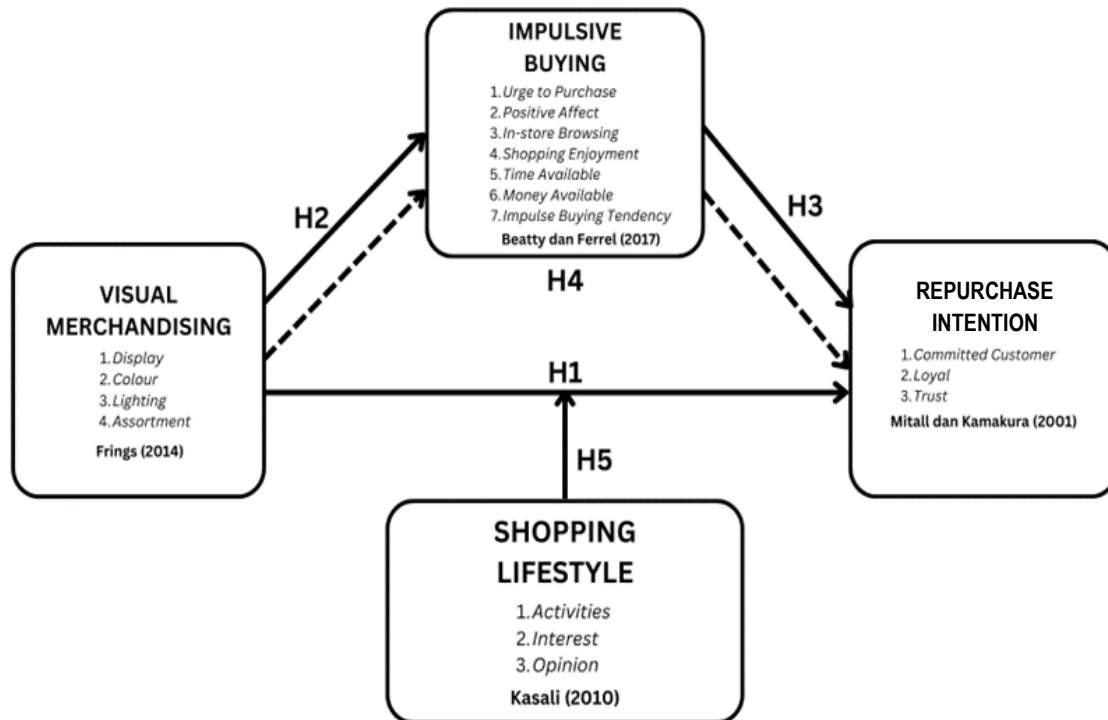 IMPULSIVE
BUYING
1. Urge to Purchase
2. Positive Affect
3. In-store Browsing
4. Shopping Enjoyment
5. Time Available
6. Money Available
7. Impulse Buying Tendency
Beatty dan Ferrel (2017)
H2
H3
H4
VISUAL
MERCHANDISING
1. Display
2. Colour
3. Lighting
4. Assortment
Frings (2014)
REPURCHASE
INTENTION
1. Committed Customer
2. Loyal
3. Trust
Mitall dan Kamakura (2001)
H1
H5
SHOPPING
LIFESTYLE
1. Activities
2. Interest
3. Opinion
Kasali (2010)